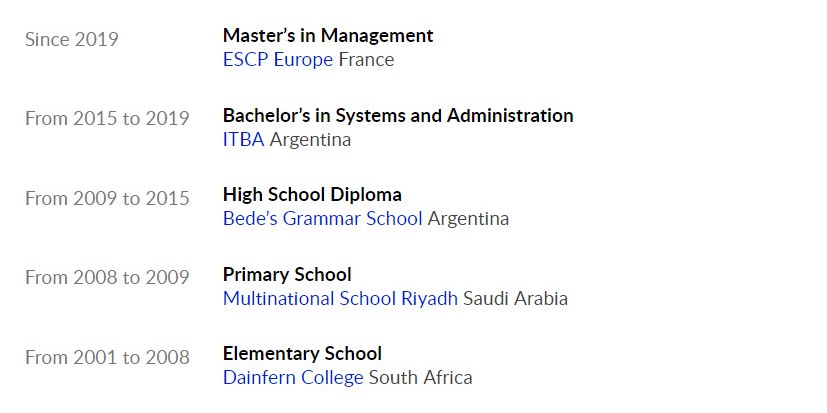 Since 2019
Master’s in Management
ESCP Europe France
From 2015 to 2019
Bachelor’s in Systems and Administration
ITBA Argentina
From 2009 to 2015
High School Diploma
Bede’s Grammar School Argentina
From 2008 to 2009
Primary School
Multinational School Riyadh Saudi Arabia
From 2001 to 2008
Elementary School
Dainfern College South Africa